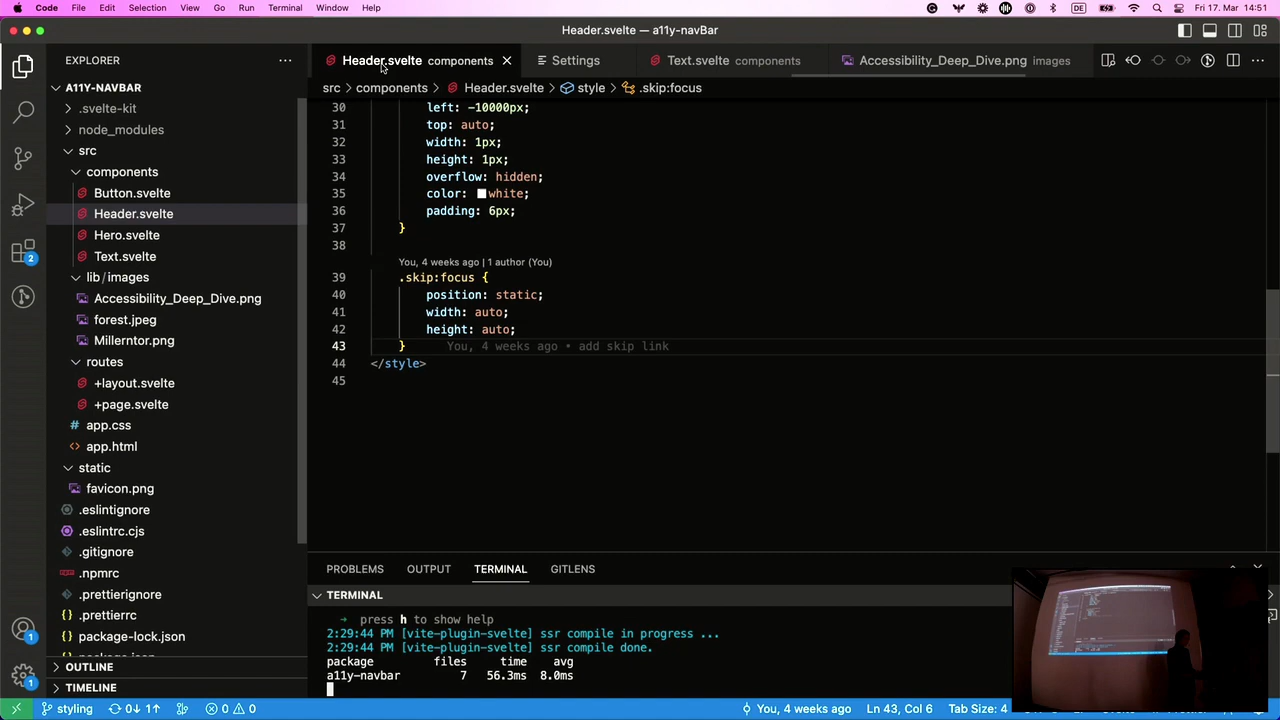 Code File Edit Selection View Go Run Terminal Window Help
DE Fri 17. Mar 14:51
Header.svelte — a11y-navBar
EXPLORER
A11Y-NAVBAR
.svelte-kit
node_modules
src
components
Button.svelte
Header.svelte
Hero.svelte
Text.svelte
lib/images
Accessibility_Deep_Dive.png
forest.jpeg
Millerntor.png
routes
+layout.svelte
+page.svelte
app.css
app.html
static
favicon.png
.eslintignore
.eslintrc.cjs
.gitignore
.npmrc
.prettierignore
.prettierrc
package-lock.json
OUTLINE
TIMELINE
2
1
1
Header.svelte components
Settings
Text.svelte components
Accessibility_Deep_Dive.png images
src > components > Header.svelte > style > .skip:focus
30 left: -10000px;
31 top: auto;
32 width: 1px;
33 height: 1px;
34 overflow: hidden;
35 color: white;
36 padding: 6px;
37 }
38
You, 4 weeks ago | 1 author (You)
39 .skip:focus {
40 position: static;
41 width: auto;
42 height: auto;
43 } You, 4 weeks ago • add skip link
44 </style>
45
PROBLEMS OUTPUT TERMINAL GITLENS
TERMINAL
➜ press h to show help
2:29:44 PM [vite-plugin-svelte] ssr compile in progress ...
2:29:44 PM [vite-plugin-svelte] ssr compile done.
package files time avg
a11y-navbar 7 56.3ms 8.0ms
styling 0↓ 1↑ 0 0 You, 4 weeks ago Ln 43, Col 6 Tab Size: 4